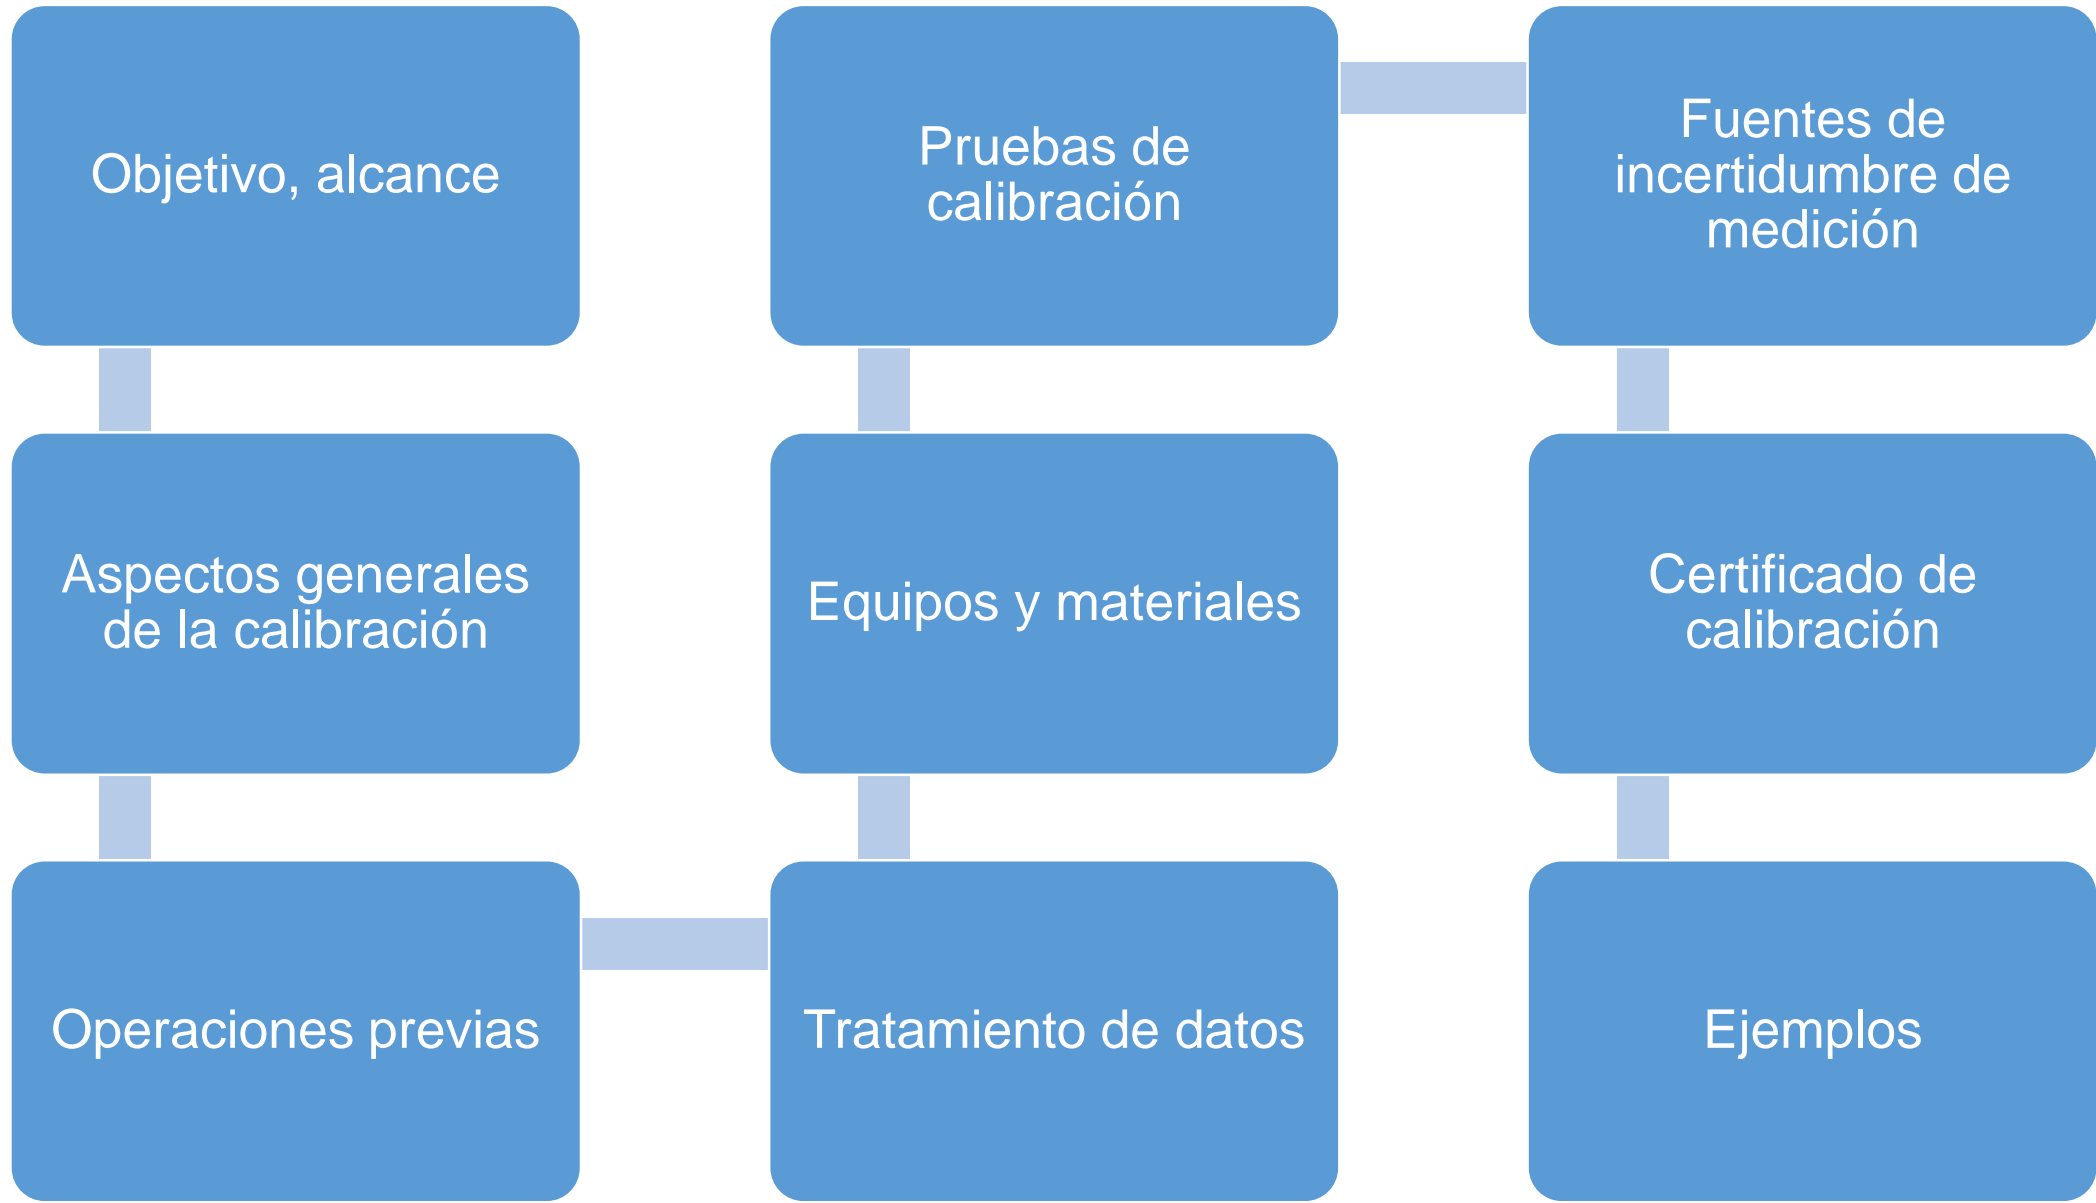 Objetivo, alcance
Aspectos generales
de la calibración
Operaciones previas
Tratamiento de datos
Equipos y materiales
Pruebas de
calibración
Fuentes de
incertidumbre de
medición
Certificado de
calibración
Ejemplos